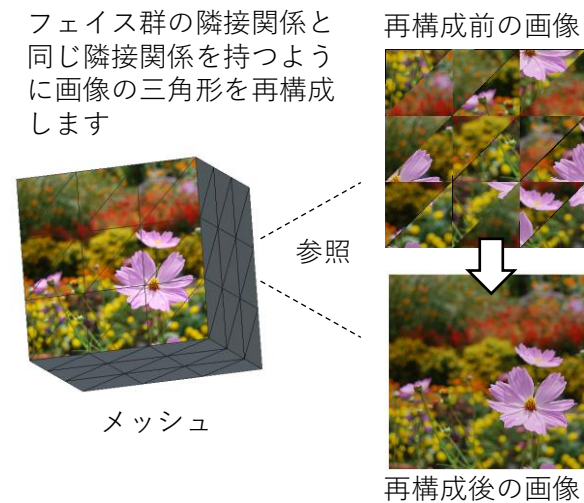 フェイス群の隣接関係と
同じ隣接関係を持つよう
に画像の三角形を再構成
します
再構成前の画像
参照
メッシュ
再構成後の画像